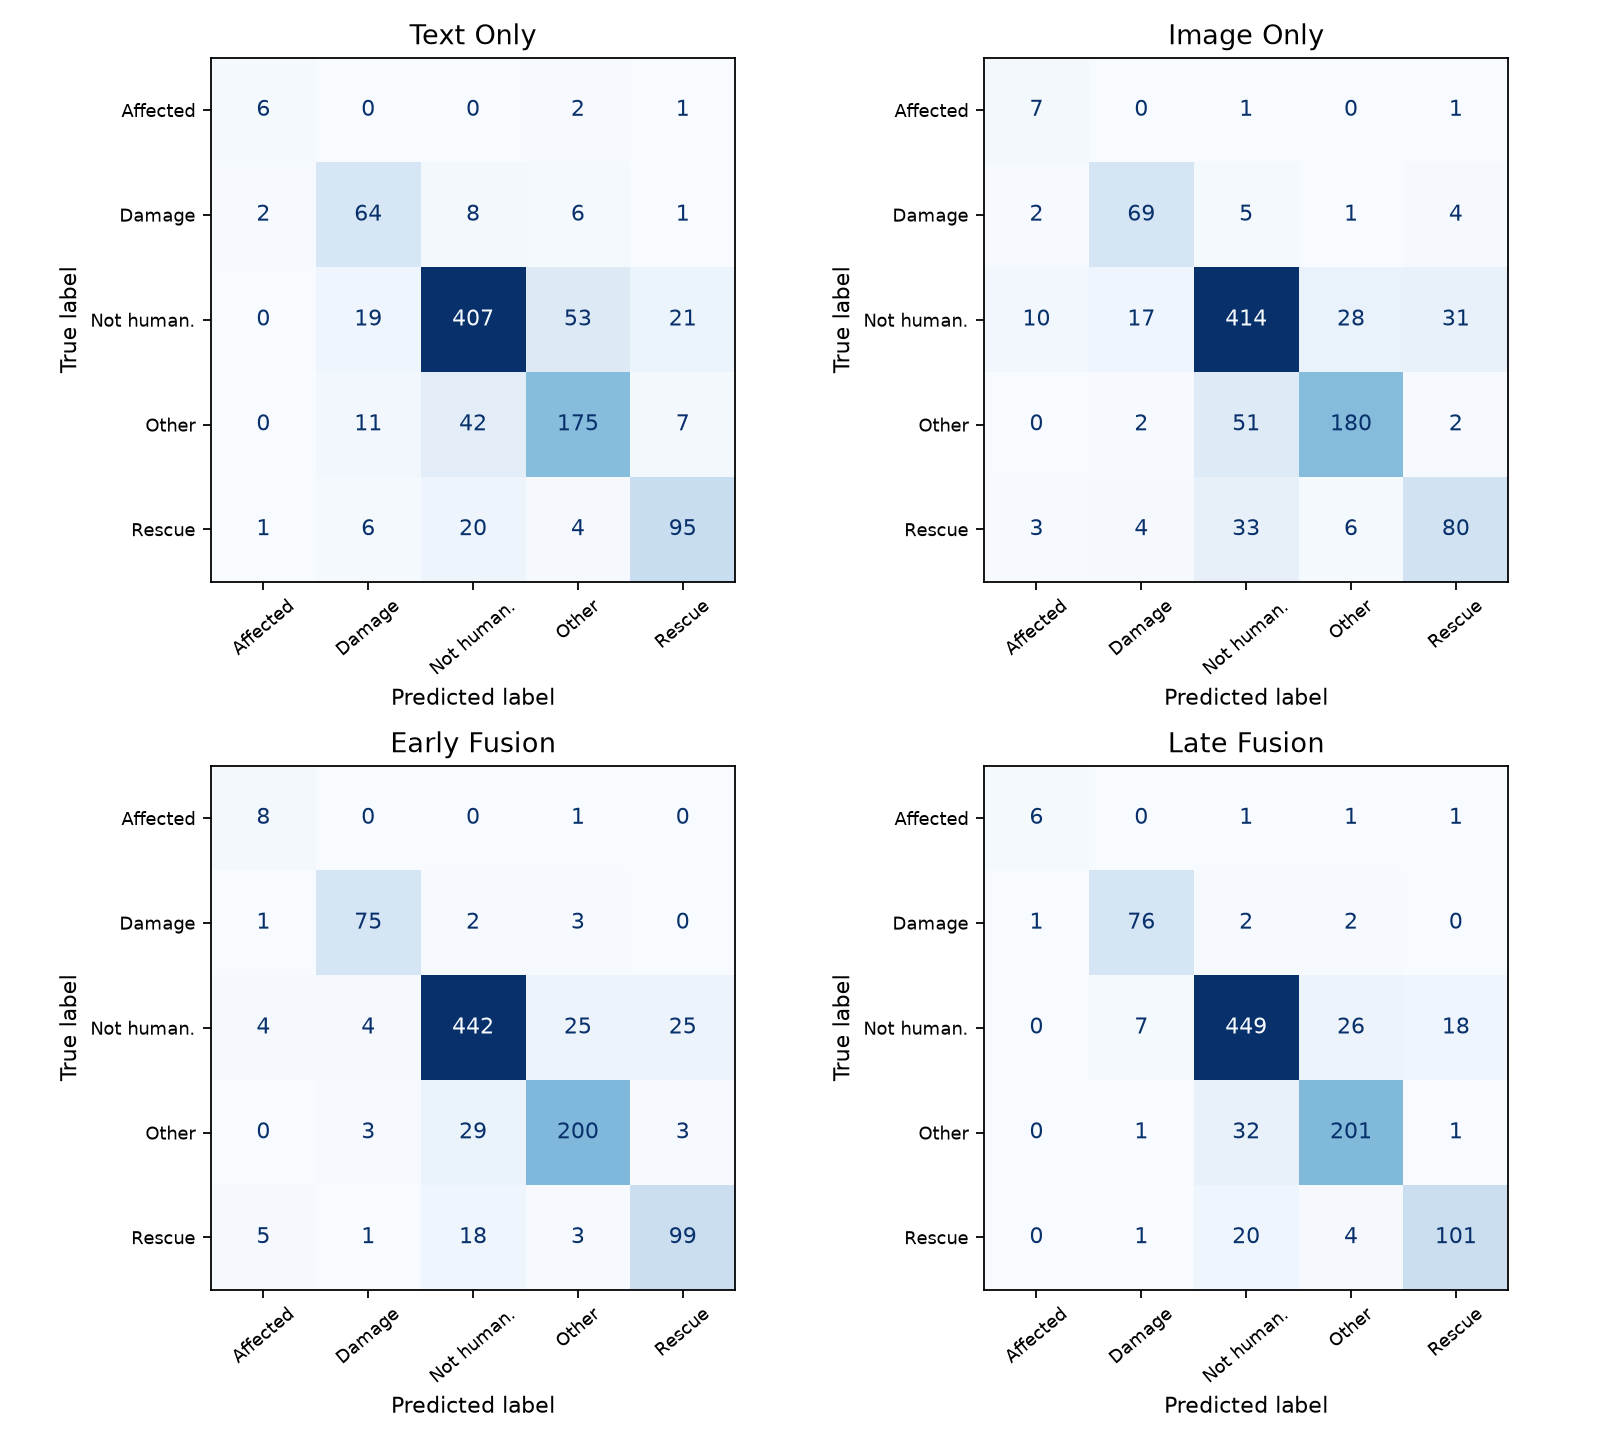 Text Only
True label
Affected 6 0 0 2 1
Damage 2 64 8 6 1
Not human. 0 19 407 53 21
Other 0 11 42 175 7
Rescue 1 6 20 4 95
Affected Damage Not human. Other Rescue
Predicted label
Image Only
True label
Affected 7 0 1 0 1
Damage 2 69 5 1 4
Not human. 10 17 414 28 31
Other 0 2 51 180 2
Rescue 3 4 33 6 80
Affected Damage Not human. Other Rescue
Predicted label
Early Fusion
True label
Affected 8 0 0 1 0
Damage 1 75 2 3 0
Not human. 4 4 442 25 25
Other 0 3 29 200 3
Rescue 5 1 18 3 99
Affected Damage Not human. Other Rescue
Predicted label
Late Fusion
True label
Affected 6 0 1 1 1
Damage 1 76 2 2 0
Not human. 0 7 449 26 18
Other 0 1 32 201 1
Rescue 0 1 20 4 101
Affected Damage Not human. Other Rescue
Predicted label